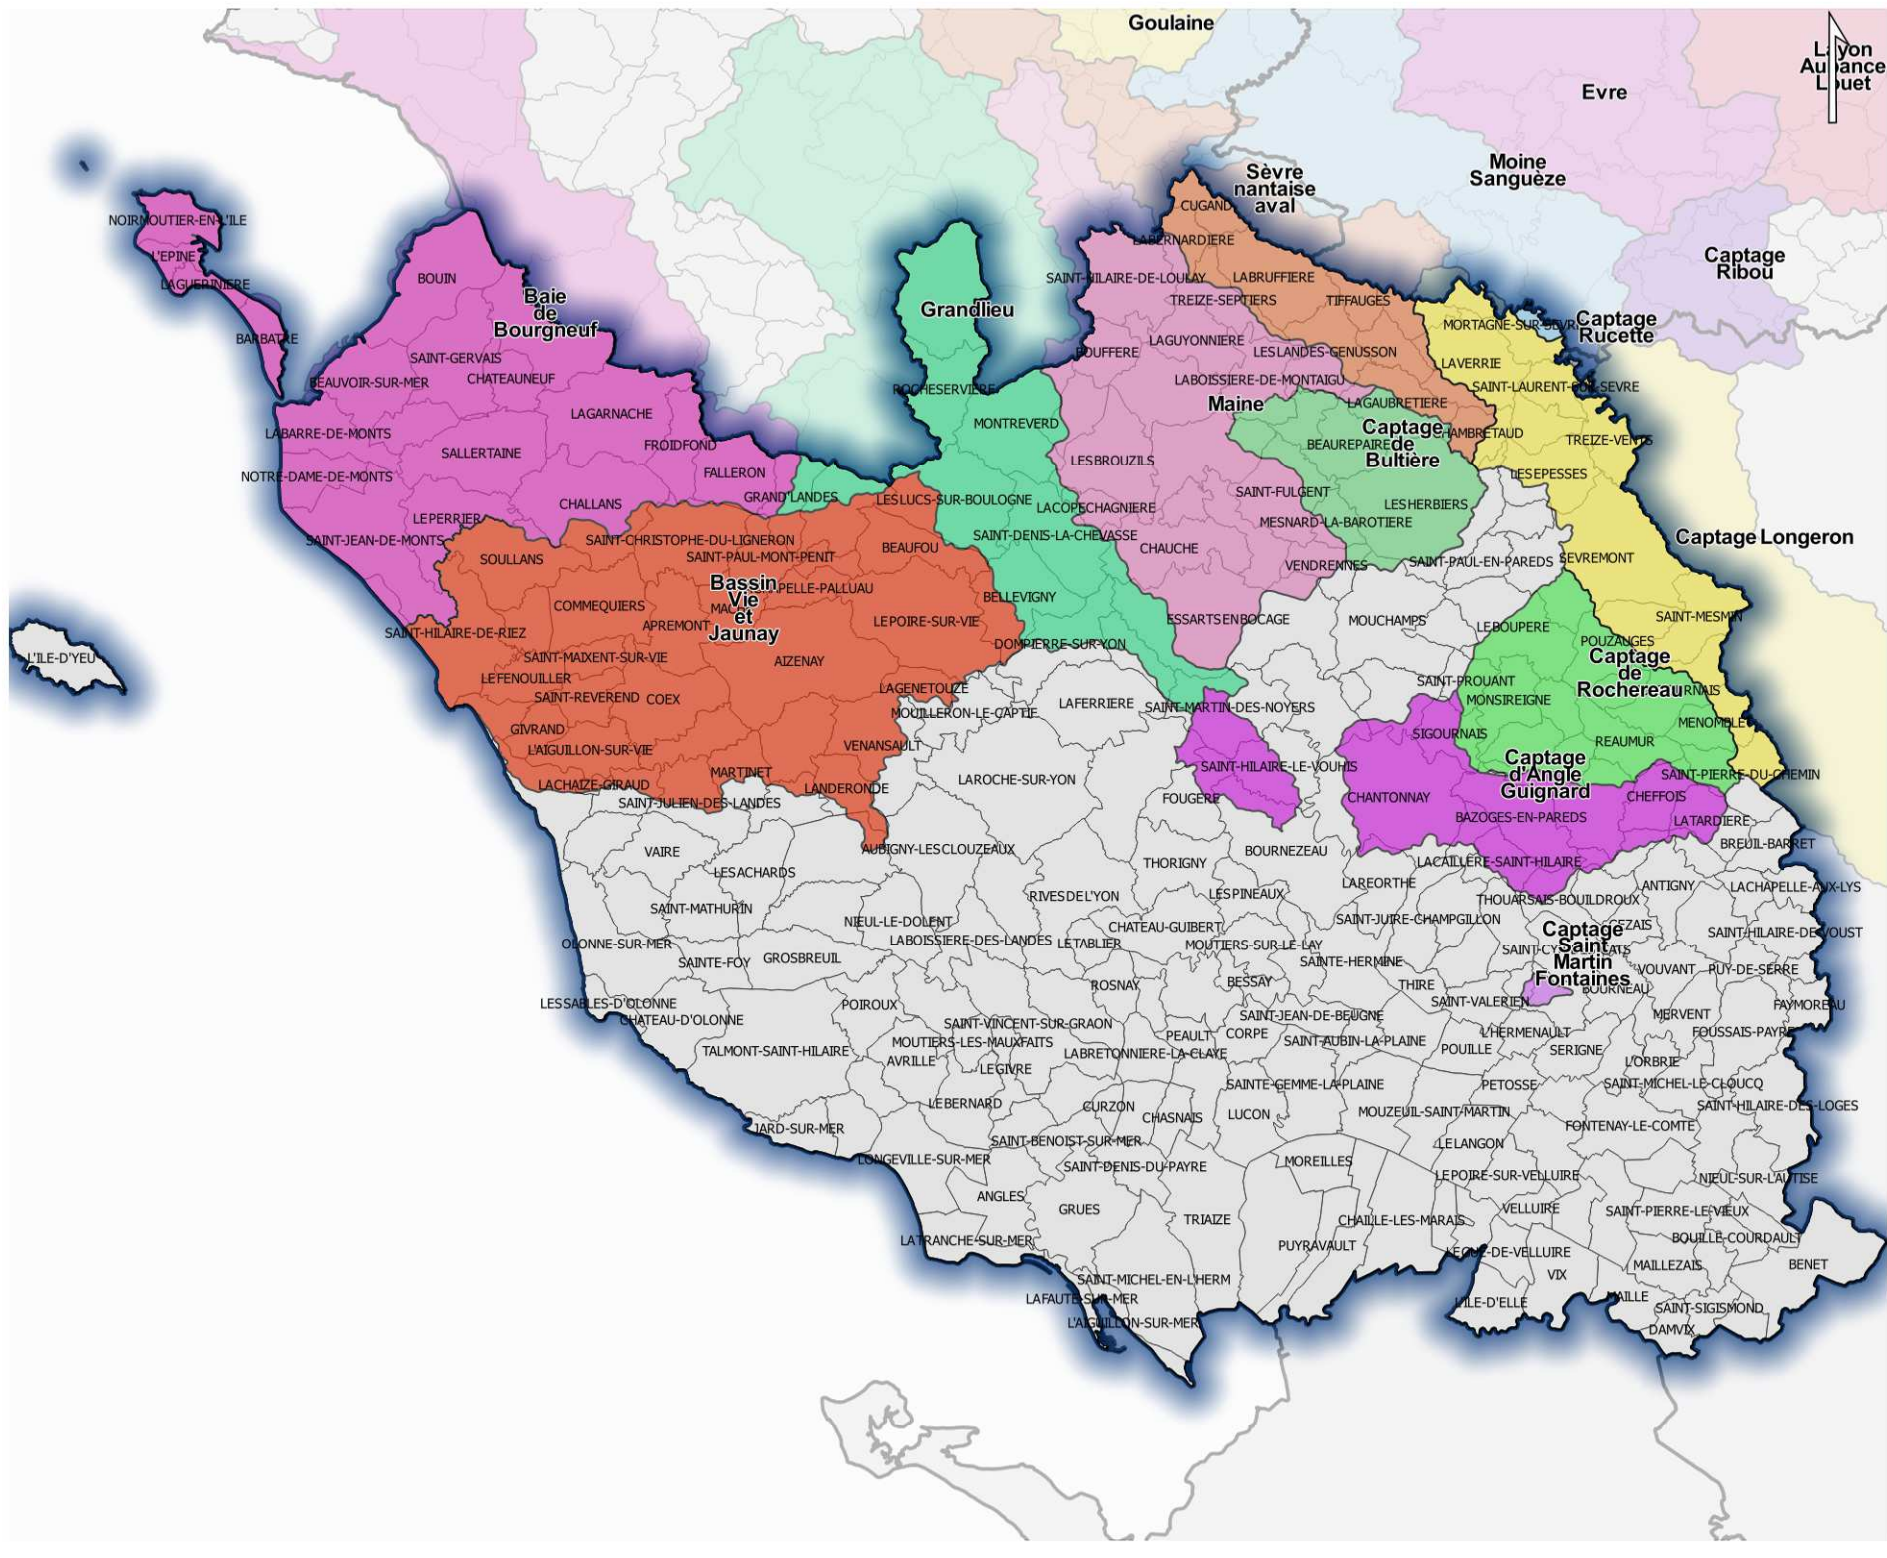 Goulaine
Layon
Aubance
Louet
Evre
Moine
Sanguèze
Sèvre
nantaise
aval
CUGAND
NOIRMOUTIER-EN-L'ILE
LABERNARDIERE
L'EPINE
Captage
Ribou
BOUIN
SAINT-HILAIRE-DE-LOULAY
LABRUFFIERE
LAGUERINIERE
Baie
de
Bourgneuf
TREIZE-SEPTIERS
TIFFAUGES
Grandlieu
Captage
Rucette
MORTAGNE-SUR-SEVRE
BARBATRE
LAGUYONNIERE
BOUFFERE
LESLANDES-GENUSSON
SAINT-GERVAIS
LAVERRIE
BEAUVOIR-SUR-MER
CHATEAUNEUF
LABOISSIERE-DE-MONTAIGU
SAINT-LAURENT-SUR-SEVRE
ROCHESERVIERE
Maine
LAGAUBRETIERE
LAGARNACHE
MONTREVERD
LABARRE-DE-MONTS
Captage
de
Bultière
CHAMBRETAUD
TREIZE-VENTS
BEAUREPAIRE
FROIDFOND
SALLERTAINE
LESBROUZILS
NOTRE-DAME-DE-MONTS
FALLERON
LESEPESSES
SAINT-FULGENT
GRAND'LANDES
LESLUCS-SUR-BOULOGNE
CHALLANS
LACOPECHAGNIERE
LESHERBIERS
LEPERRIER
MESNARD-LA-BAROTIERE
SAINT-JEAN-DE-MONTS
SAINT-CHRISTOPHE-DU-LIGNERON
SAINT-DENIS-LA-CHEVASSE
Captage Longeron
SOULLANS
SAINT-PAUL-MONT-PENIT
BEAUFOU
CHAUCHE
VENDRENNES
SAINT-PAUL-EN-PAREDS
SEVREMONT
Bassin
Vie
et
Jaunay
PELLE-PALLUAU
BELLEVIGNY
COMMEQUIERS
APREMONT
LEPOIRE-SUR-VIE
ESSARTSENBOCAGE
MOUCHAMPS
LEBOUPERE
SAINT-MESMIN
SAINT-HILAIRE-DE-RIEZ
DOMPIERRE-SUR-YON
POUZAUGES
L'ILE-D'YEU
SAINT-MAIXENT-SUR-VIE
AIZENAY
Captage
de
Rochereau
LEFENOUILLER
SAINT-PROUANT
LAGENETOUZE
SAINT-REVEREND
COEX
MONSIREIGNE
LAFERRIERE
SAINT-MARTIN-DES-NOYERS
MOUILLERON-LE-CAPTIF
GIVRAND
SIGOURNAIS
REAUMUR
L'AIGUILLON-SUR-VIE
VENANSAULT
Captage
d'Angle
Guignard
SAINT-HILAIRE-LE-VOUHIS
MARTINET
LAROCHE-SUR-YON
SAINT-PIERRE-DU-CHEMIN
LACHAIZE-GIRAUD
LANDERONDE
FOUGERE
CHANTONNAY
CHEFFOIS
SAINT-JULIEN-DES-LANDES
BAZOGES-EN-PAREDS
LATARDIERE
BREUIL-BARRET
VAIRE
AUBIGNY-LESCLOUZEAUX
BOURNEZEAU
THORIGNY
LACAILLERE-SAINT-HILAIRE
LESACHARDS
LAREORTHE
ANTIGNY
LACHAPELLE-AUX-LYS
RIVESDEL'YON
LESPINEAUX
THOUARSAIS-BOUILDROUX
SAINT-MATHURIN
NIEUL-LE-DOLENT
CHATEAU-GUIBERT
SAINT-JUIRE-CHAMPGILLON
CEZAIS
SAINT-HILAIRE-DE-VOUST
OLONNE-SUR-MER
LABOISSIERE-DES-LANDES
LETABLIER
MOUTIERS-SUR-LE-LAY
Captage
Saint
Martin
Fontaines
SAINTE-FOY
GROSBREUIL
SAINTE-HERMINE
VOUVANT
PUY-DE-SERRE
ROSNAY
BESSAY
THIRE
BOURNEAU
LESSABLES-D'OLONNE
POIROUX
SAINT-VALERIEN
FAYMOREAU
CHATEAU-D'OLONNE
SAINT-VINCENT-SUR-GRAON
SAINT-JEAN-DE-BEUGNE
MERVENT
MOUTIERS-LES-MAUXFAITS
PEAULT
CORPE
SAINT-AUBIN-LA-PLAINE
L'HERMENAULT
FOUSSAIS-PAYRE
TALMONT-SAINT-HILAIRE
AVRILLE
LABRETONNIERE-LA-CLAYE
POUILLE
SERIGNE
LEGIVRE
L'ORBRIE
SAINTE-GEMME-LA-PLAINE
PETOSSE
SAINT-MICHEL-LE-CLOUCQ
LEBERNARD
CURZON
CHASNAIS
LUCON
MOUZEUIL-SAINT-MARTIN
SAINT-HILAIRE-DES-LOGES
JARD-SUR-MER
FONTENAY-LE-COMTE
SAINT-BENOIST-SUR-MER
LELANGON
LONGEVILLE-SUR-MER
SAINT-DENIS-DU-PAYRE
MOREILLES
LEPOIRE-SUR-VELLUIRE
NIEUL-SUR-L'AUTISE
ANGLES
GRUES
TRIAIZE
CHAILLE-LES-MARAIS
VELLUIRE
SAINT-PIERRE-LE-VIEUX
LATRANCHE-SUR-MER
PUYRAVAULT
LEGUE-DE-VELLUIRE
BOUILLE-COURDAULT
MAILLEZAIS
BENET
VIX
SAINT-MICHEL-EN-L'HERM
LAFAUTE-SUR-MER
L'ILE-D'ELLE
MAILLE
SAINT-SIGISMOND
L'AIGUILLON-SUR-MER
DAMVIX